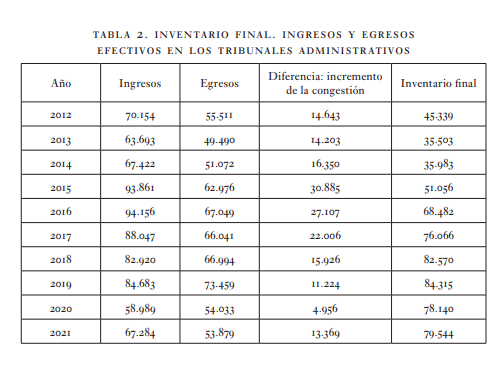 TABLA 2. INVENTARIO FINAL. INGRESOS Y EGRESOS
EFECTIVOS EN LOS TRIBUNALES ADMINISTRATIVOS
Año Ingresos Egresos Diferencia: incremento de la congestión Inventario final
2012 70.154 55.511 14.643 45.339
2013 63.693 49.490 14.203 35.503
2014 67.422 51.072 16.350 35.983
2015 93.861 62.976 30.885 51.056
2016 94.156 67.049 27.107 68.482
2017 88.047 66.041 22.006 76.066
2018 82.920 66.994 15.926 82.570
2019 84.683 73.459 11.224 84.315
2020 58.989 54.033 4.956 78.140
2021 67.284 53.879 13.369 79.544